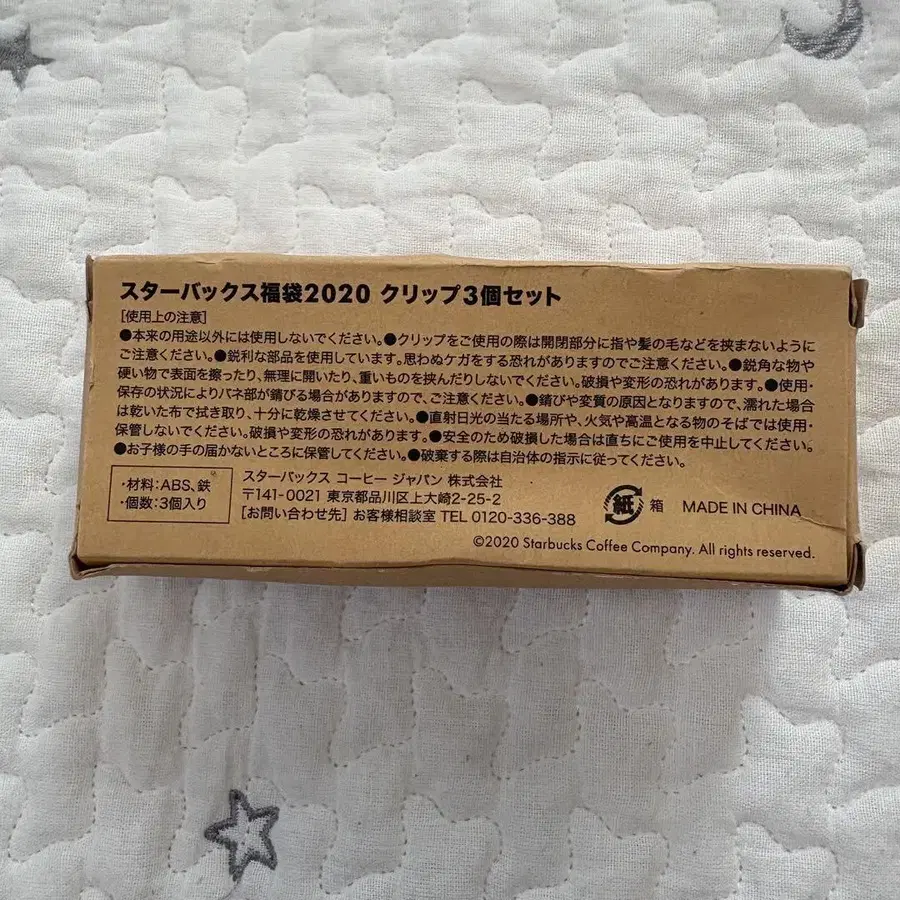 スターバックス福袋2020 クリップ3個セット
[使用上の注意]
●本来の用途以外には使用しないでください。●クリップをご使用の際は開閉部分に指や髪の毛などを挟まないように
ご注意ください。●鋭利な部品を使用しています。思わぬケガをする恐れがありますのでご注意ください。●鋭角な物や
硬い物で表面を擦ったり、無理に開いたり、重いものを挟んだりしないでください。破損や変形の恐れがあります。●使用・
保存の状況によりバネ部が錆びる場合がありますので、ご注意ください。●錆びや変質の原因となりますので、濡れた場合
は乾いた布で拭き取り、十分に乾燥させてください。●直射日光の当たる場所や、火気や高温となる物のそばでは使用・
保管しないでください。破損や変形の恐れがあります。●安全のため破損した場合は直ちにご使用を中止してください。
●お子様の手の届かないところに保管してください。●破棄する際は自治体の指示に従ってください。
・材料:ABS、鉄
・個数:3個入り
スターバックス コーヒー ジャパン 株式会社
〒141-0021 東京都品川区上大崎2-25-2
[お問い合わせ先] お客様相談室 TEL 0120-336-388
紙 箱 MADE IN CHINA
©2020 Starbucks Coffee Company. All rights reserved.